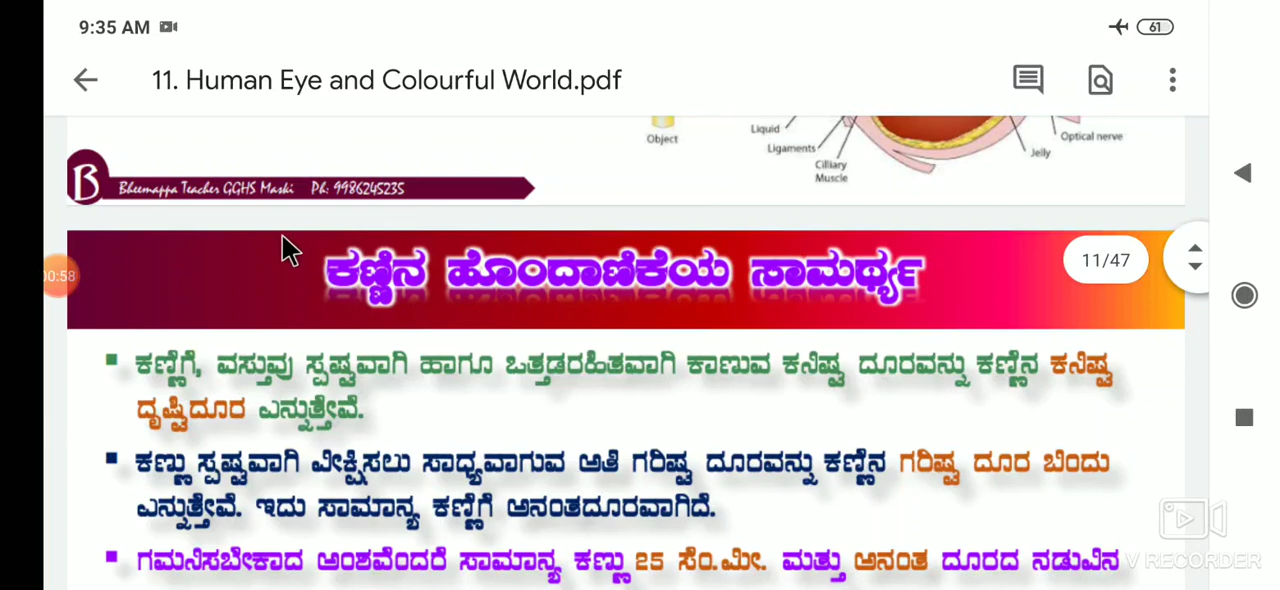 9:35 AM
61
11. Human Eye and Colourful World.pdf
Object
Liquid
Ligaments
Cilliary
Muscle
Optical nerve
Jelly
B
Bheemappa Teacher GGHS Maski Ph: 9986245235
00:58
ಕಣ್ಣಿನ ಹೊಂದಾಣಿಕೆಯ ಸಾಮರ್ಥ್ಯ
11/47
ಕಣ್ಣಿಗೆ, ವಸ್ತುವು ಸ್ಪಷ್ಟವಾಗಿ ಹಾಗೂ ಒತ್ತಡರಹಿತವಾಗಿ ಕಾಣುವ ಕನಿಷ್ಟ ದೂರವನ್ನು ಕಣ್ಣಿನ ಕನಿಷ್ಟ
ದೃಷ್ಟಿದೂರ ಎನ್ನುತ್ತೇವೆ.
ಕಣ್ಣು ಸ್ಪಷ್ಟವಾಗಿ ವೀಕ್ಷಿಸಲು ಸಾಧ್ಯವಾಗುವ ಅತಿ ಗರಿಷ್ಟ ದೂರವನ್ನು ಕಣ್ಣಿನ ಗರಿಷ್ಟ ದೂರ ಬಿಂದು
ಎನ್ನುತ್ತೇವೆ. ಇದು ಸಾಮಾನ್ಯ ಕಣ್ಣಿಗೆ ಅನಂತದೂರವಾಗಿದೆ.
ಗಮನಿಸಬೇಕಾದ ಅಂಶವೆಂದರೆ ಸಾಮಾನ್ಯ ಕಣ್ಣು 25 ಸೆಂ.ಮೀ. ಮತ್ತು ಅನಂತ ದೂರದ ನಡುವಿನ
V RECORDER